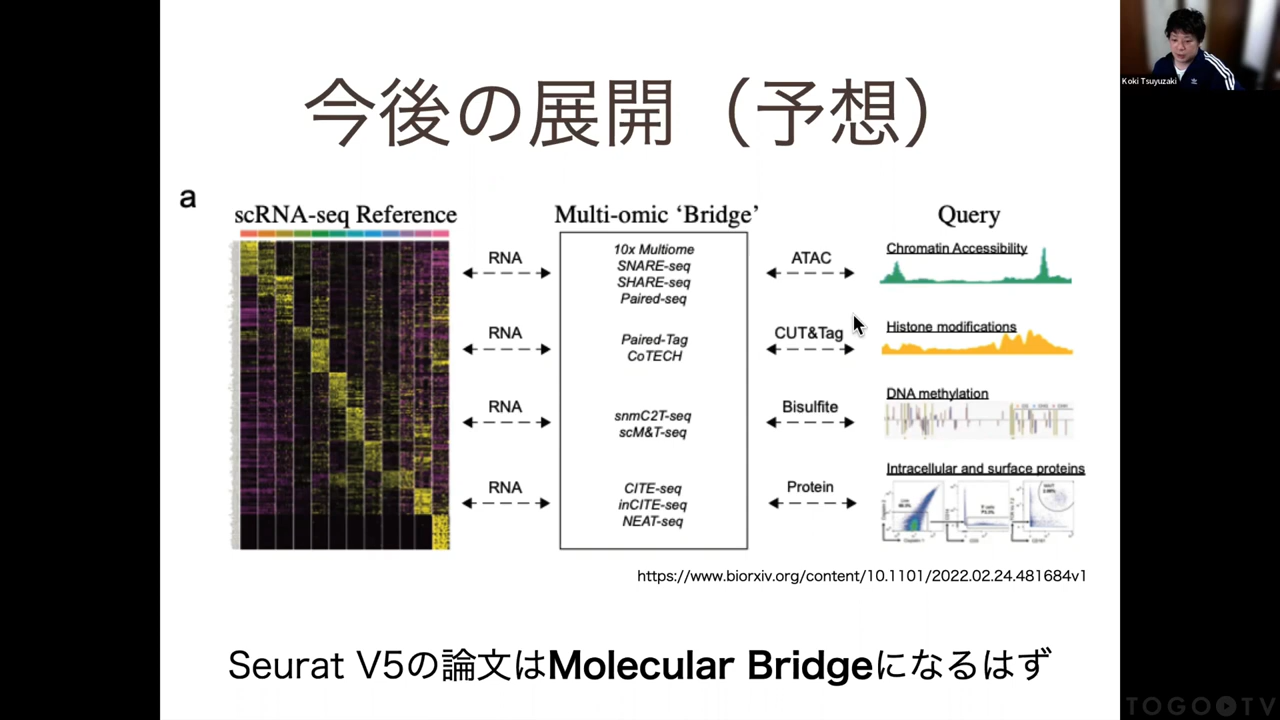 今後の展開（予想）
a
scRNA-seq Reference
Multi-omic ‘Bridge’
Query
RNA
10x Multiome
SNARE-seq
SHARE-seq
Paired-seq
ATAC
Chromatin Accessibility
RNA
Paired-Tag
CoTECH
CUT&Tag
Histone modifications
RNA
snmC2T-seq
scM&T-seq
Bisulfite
DNA methylation
RNA
CITE-seq
inCITE-seq
NEAT-seq
Protein
Intracellular and surface proteins
https://www.biorxiv.org/content/10.1101/2022.02.24.481684v1
Seurat V5の論文はMolecular Bridgeになるはず
Koki Tsuyuzaki
TOGO TV